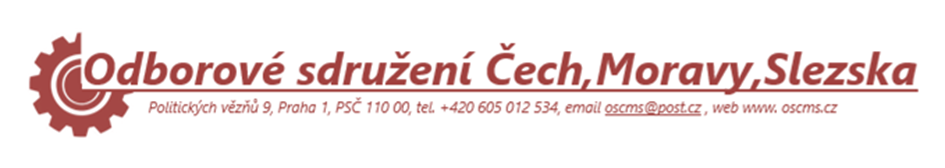 Odborové sdružení Čech,Moravy,Slezska
Politických vězňů 9, Praha 1, PSČ 110 00, tel. +420 605 012 534, email oscms@post.cz , web www. oscms.cz